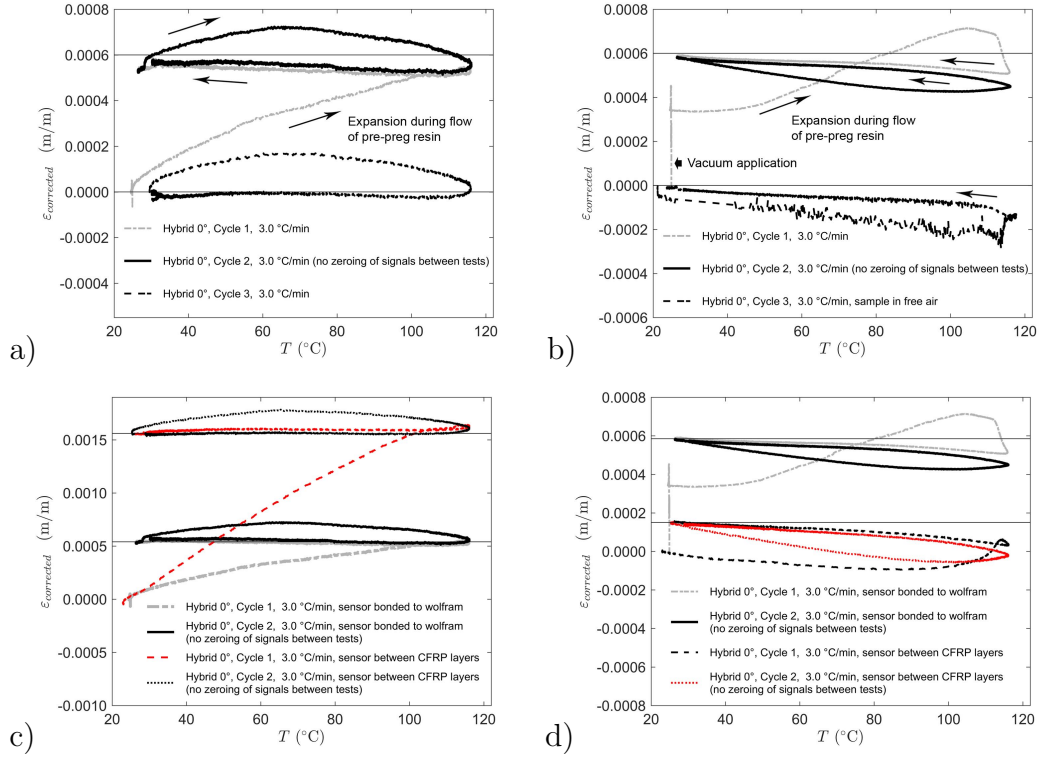 0.0008
0.0006
0.0004
0.0002
0.0000
-0.0002
-0.0004
ε_corrected (m/m)
Expansion during flow
of pre-preg resin
Hybrid 0°, Cycle 1, 3.0 °C/min
Hybrid 0°, Cycle 2, 3.0 °C/min (no zeroing of signals between tests)
Hybrid 0°, Cycle 3, 3.0 °C/min
20 40 60 80 100 120
T (°C)
a)
0.0008
0.0006
0.0004
0.0002
0.0000
-0.0002
-0.0004
-0.0006
ε_corrected (m/m)
Expansion during flow
of pre-preg resin
Vacuum application
Hybrid 0°, Cycle 1, 3.0 °C/min
Hybrid 0°, Cycle 2, 3.0 °C/min (no zeroing of signals between tests)
Hybrid 0°, Cycle 3, 3.0 °C/min, sample in free air
20 40 60 80 100 120
T (°C)
b)
0.0015
0.0010
0.0005
0.0000
-0.0005
-0.0010
ε_corrected (m/m)
Hybrid 0°, Cycle 1, 3.0 °C/min, sensor bonded to wolfram
Hybrid 0°, Cycle 2, 3.0 °C/min, sensor bonded to wolfram
(no zeroing of signals between tests)
Hybrid 0°, Cycle 1, 3.0 °C/min, sensor between CFRP layers
Hybrid 0°, Cycle 2, 3.0 °C/min, sensor between CFRP layers
(no zeroing of signals between tests)
20 40 60 80 100 120
T (°C)
c)
0.0008
0.0006
0.0004
0.0002
0.0000
-0.0002
-0.0004
-0.0006
-0.0008
ε_corrected (m/m)
Hybrid 0°, Cycle 1, 3.0 °C/min, sensor bonded to wolfram
Hybrid 0°, Cycle 2, 3.0 °C/min, sensor bonded to wolfram
(no zeroing of signals between tests)
Hybrid 0°, Cycle 1, 3.0 °C/min, sensor between CFRP layers
Hybrid 0°, Cycle 2, 3.0 °C/min, sensor between CFRP layers
(no zeroing of signals between tests)
20 40 60 80 100 120
T (°C)
d)